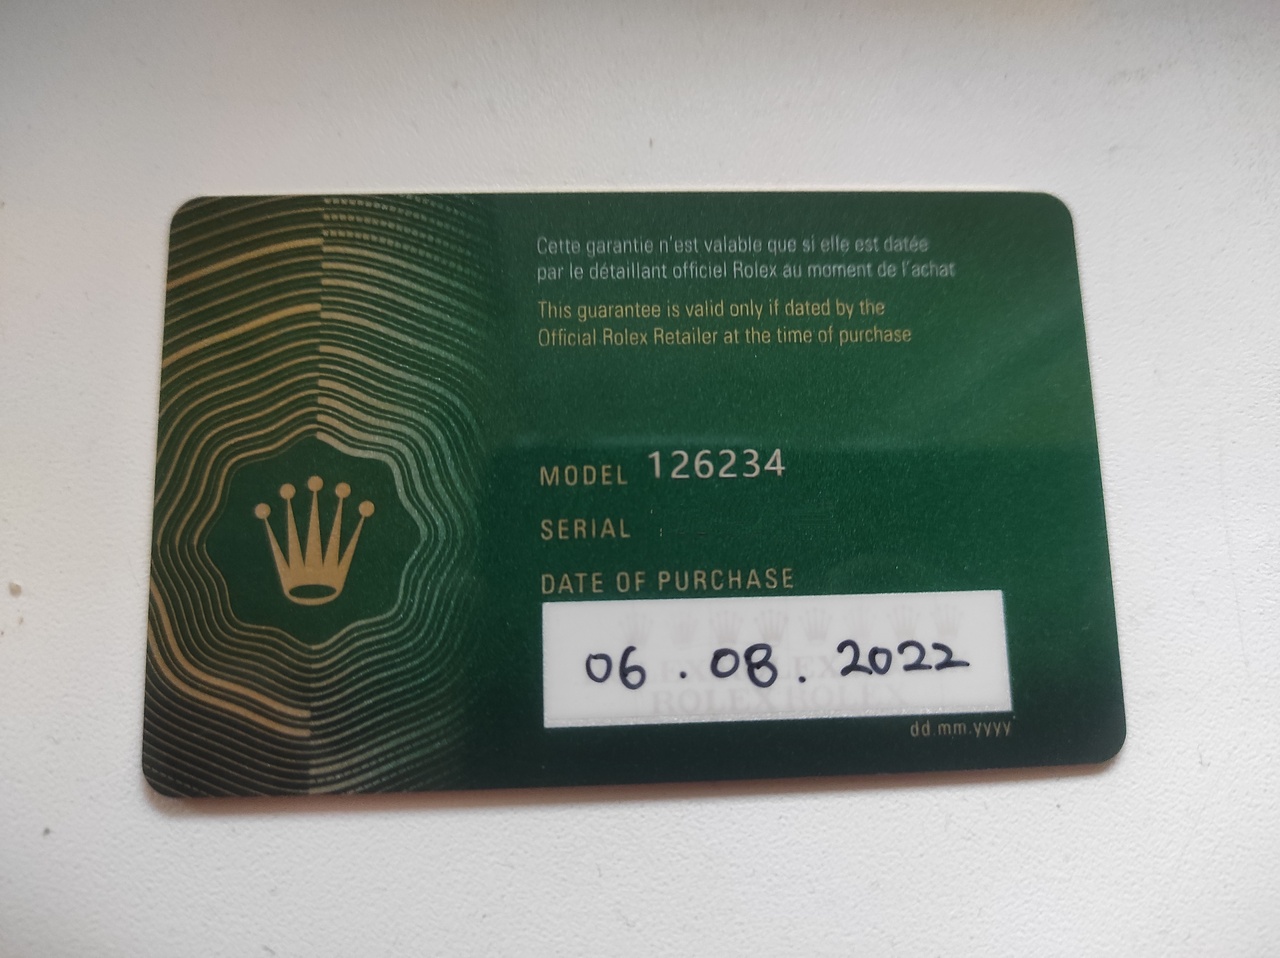 Cette garantie n'est valable que si elle est datée
par le détaillant officiel Rolex au moment de l'achat
This guarantee is valid only if dated by the
Official Rolex Retailer at the time of purchase
MODEL 126234
SERIAL
DATE OF PURCHASE
06.08.2022
ROLEX ROLEX
dd.mm.yyyy